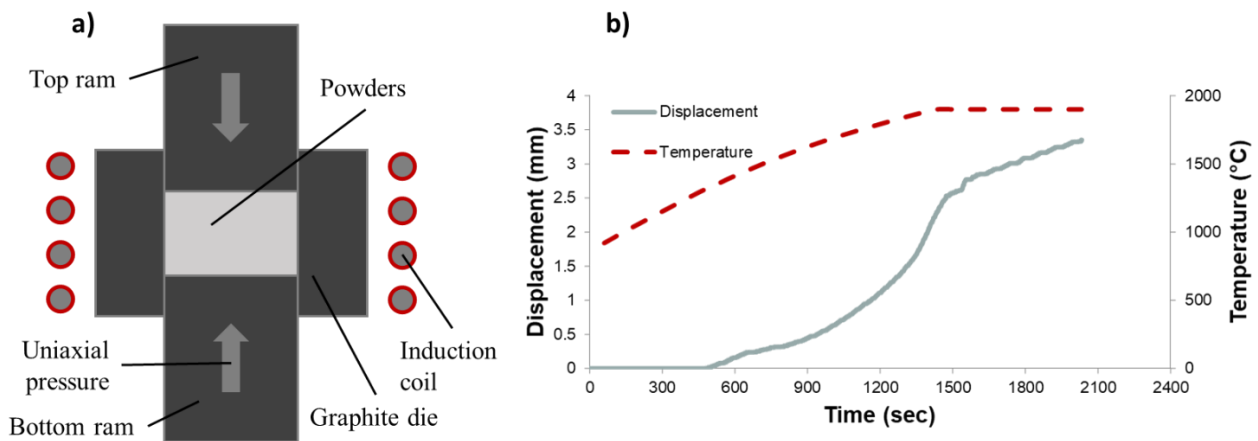 a)
Top ram
Powders
Uniaxial
pressure
Bottom ram
Graphite die
Induction
coil
b)
Displacement (mm)
4
3.5
3
2.5
2
1.5
1
0.5
0
Displacement
Temperature
2000
1500
1000
500
0
Temperature (°C)
0 300 600 900 1200 1500 1800 2100 2400
Time (sec)